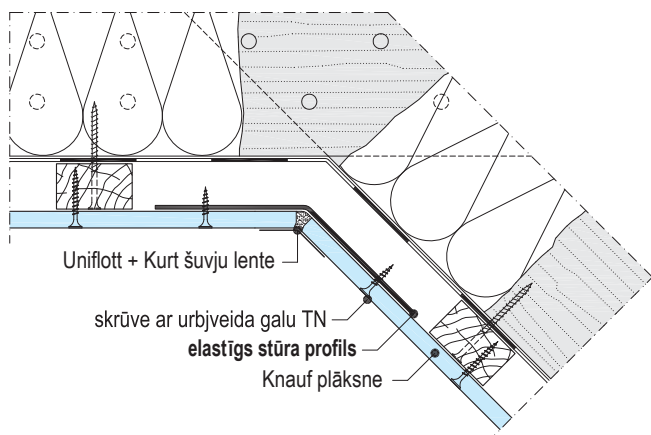 Uniflott + Kurt šuvju lente
skrūve ar urbjveida galu TN
elastīgs stūra profils
Knauf plāksne